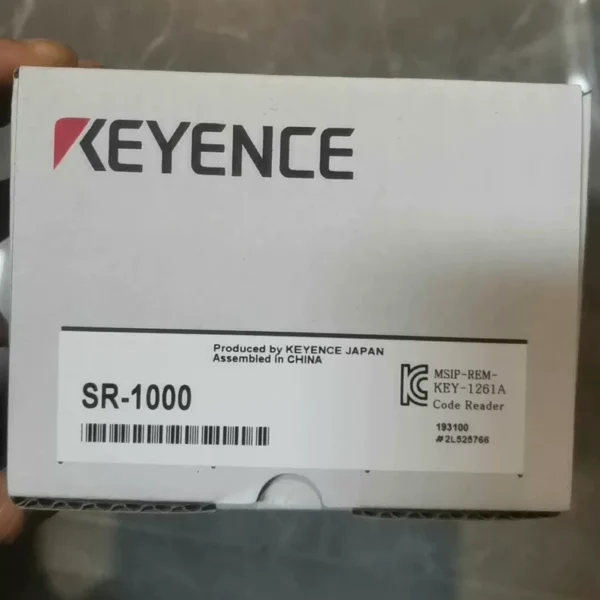 KEYENCE
Produced by KEYENCE JAPAN
Assembled in CHINA
SR-1000
MSIP-REM-
KEY-1261A
Code Reader
193100
#2L525766